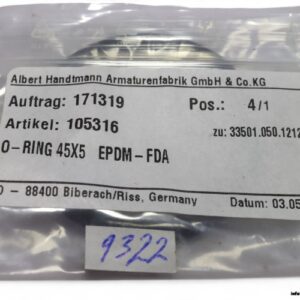 Albert Handtmann Armaturenfabrik GmbH & Co.KG
Auftrag: 171319 Pos.: 4/1
Artikel: 105316 zu: 33501.050.1212
O-RING 45X5 EPDM-FDA
D - 88400 Biberach/Riss, Germany Datum: 03.05
9322